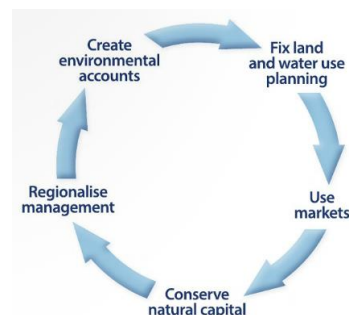 Create
environmental
accounts
Fix land
and water use
planning
Use
markets
Conserve
natural capital
Regionalise
management